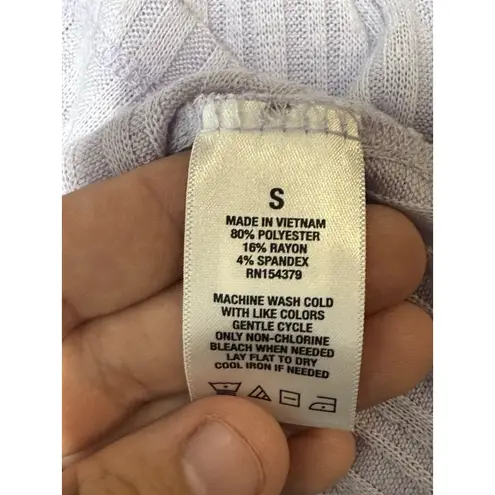 S
MADE IN VIETNAM
80% POLYESTER
16% RAYON
4% SPANDEX
RN154379
MACHINE WASH COLD
WITH LIKE COLORS
GENTLE CYCLE
ONLY NON-CHLORINE
BLEACH WHEN NEEDED
LAY FLAT TO DRY
COOL IRON IF NEEDED